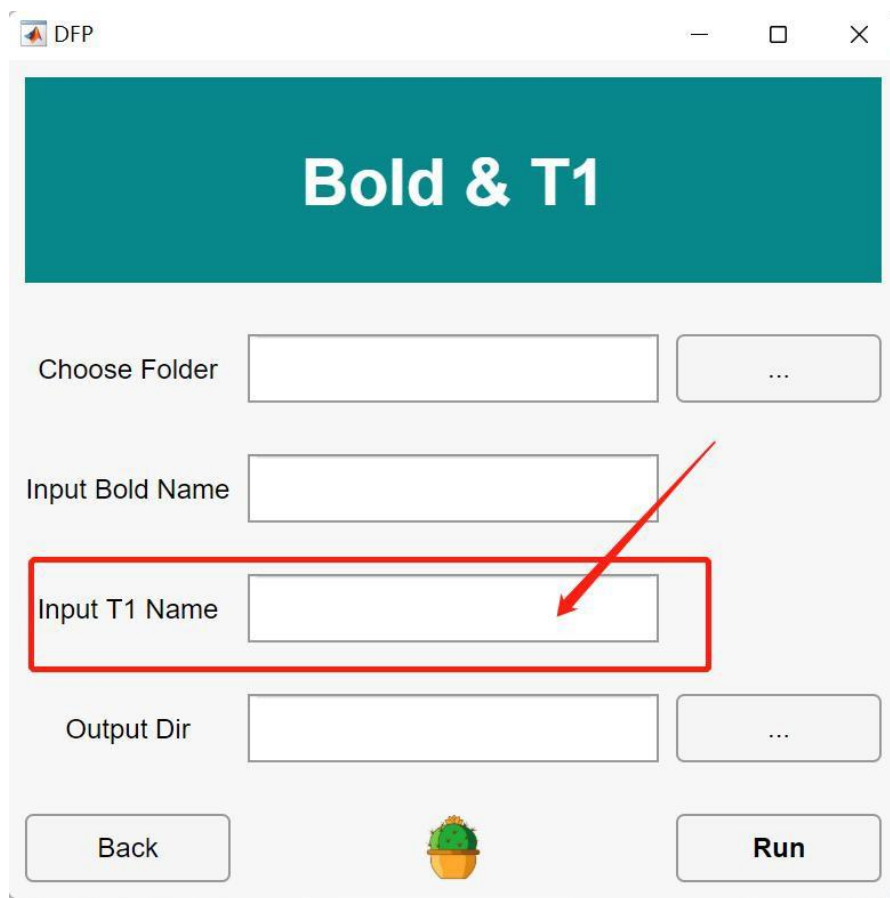 DFP
Bold & T1
Choose Folder
...
Input Bold Name
Input T1 Name
Output Dir
...
Back
Run